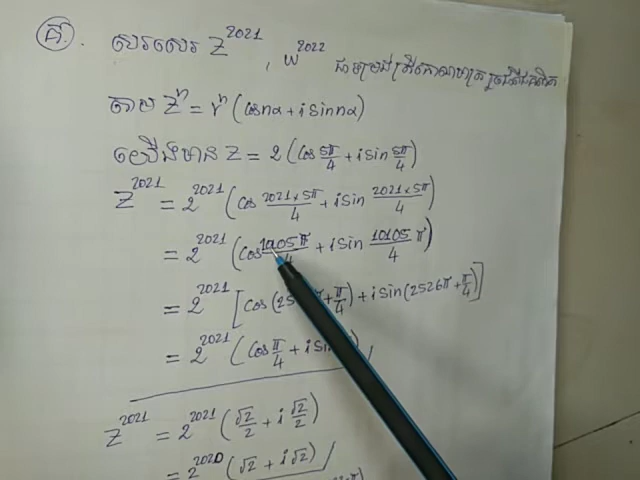 គ. សរសេរ Z^2021, W^2022 ជាទម្រង់ត្រីកោណមាត្រ
តាម Z^n = r^n (cos nα + i sin nα)
យើងមាន Z = 2 (cos 5π/4 + i sin 5π/4)
Z^2021 = 2^2021 (cos 2021×5π/4 + i sin 2021×5π/4)
= 2^2021 (cos 10105π/4 + i sin 10105/4 π)
= 2^2021 [cos(2526π + π/4) + i sin(2526π + π/4)]
= 2^2021 (cos π/4 + i sin
Z^2021 = 2^2021 (√2/2 + i √2/2)
= 2^2020 (√2 + i√2)